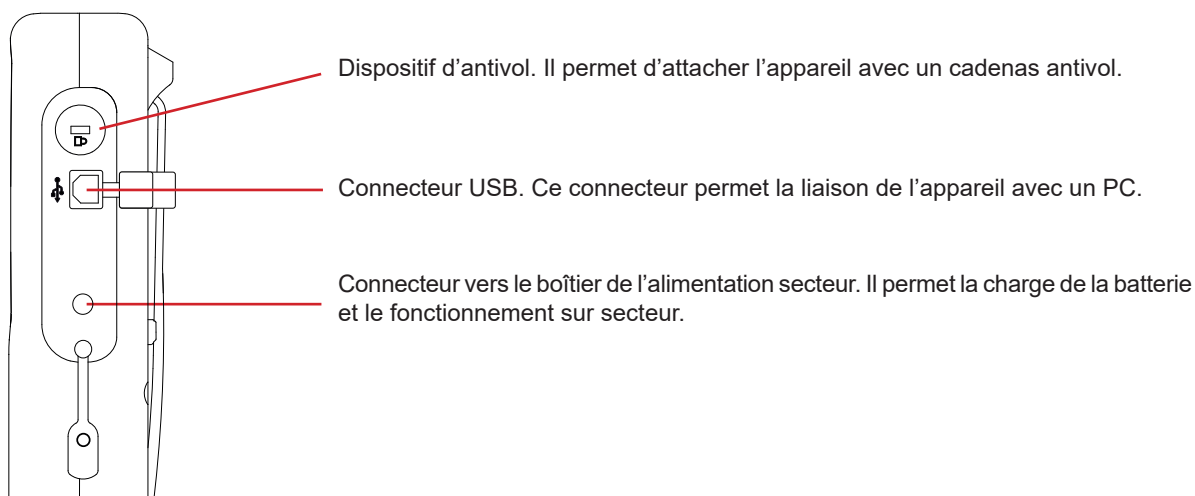 Dispositif d'antivol. Il permet d'attacher l'appareil avec un cadenas antivol.
Connecteur USB. Ce connecteur permet la liaison de l'appareil avec un PC.
Connecteur vers le boîtier de l'alimentation secteur. Il permet la charge de la batterie
et le fonctionnement sur secteur.